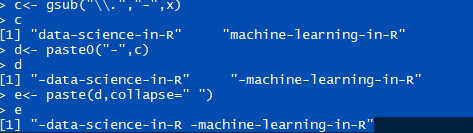 > c<- gsub("\\.","-",x)
> c
[1] "data-science-in-R"      "machine-learning-in-R"
> d<- paste0("-",c)
> d
[1] "-data-science-in-R"      "-machine-learning-in-R"
> e<- paste(d,collapse=" ")
> e
[1] "-data-science-in-R -machine-learning-in-R"